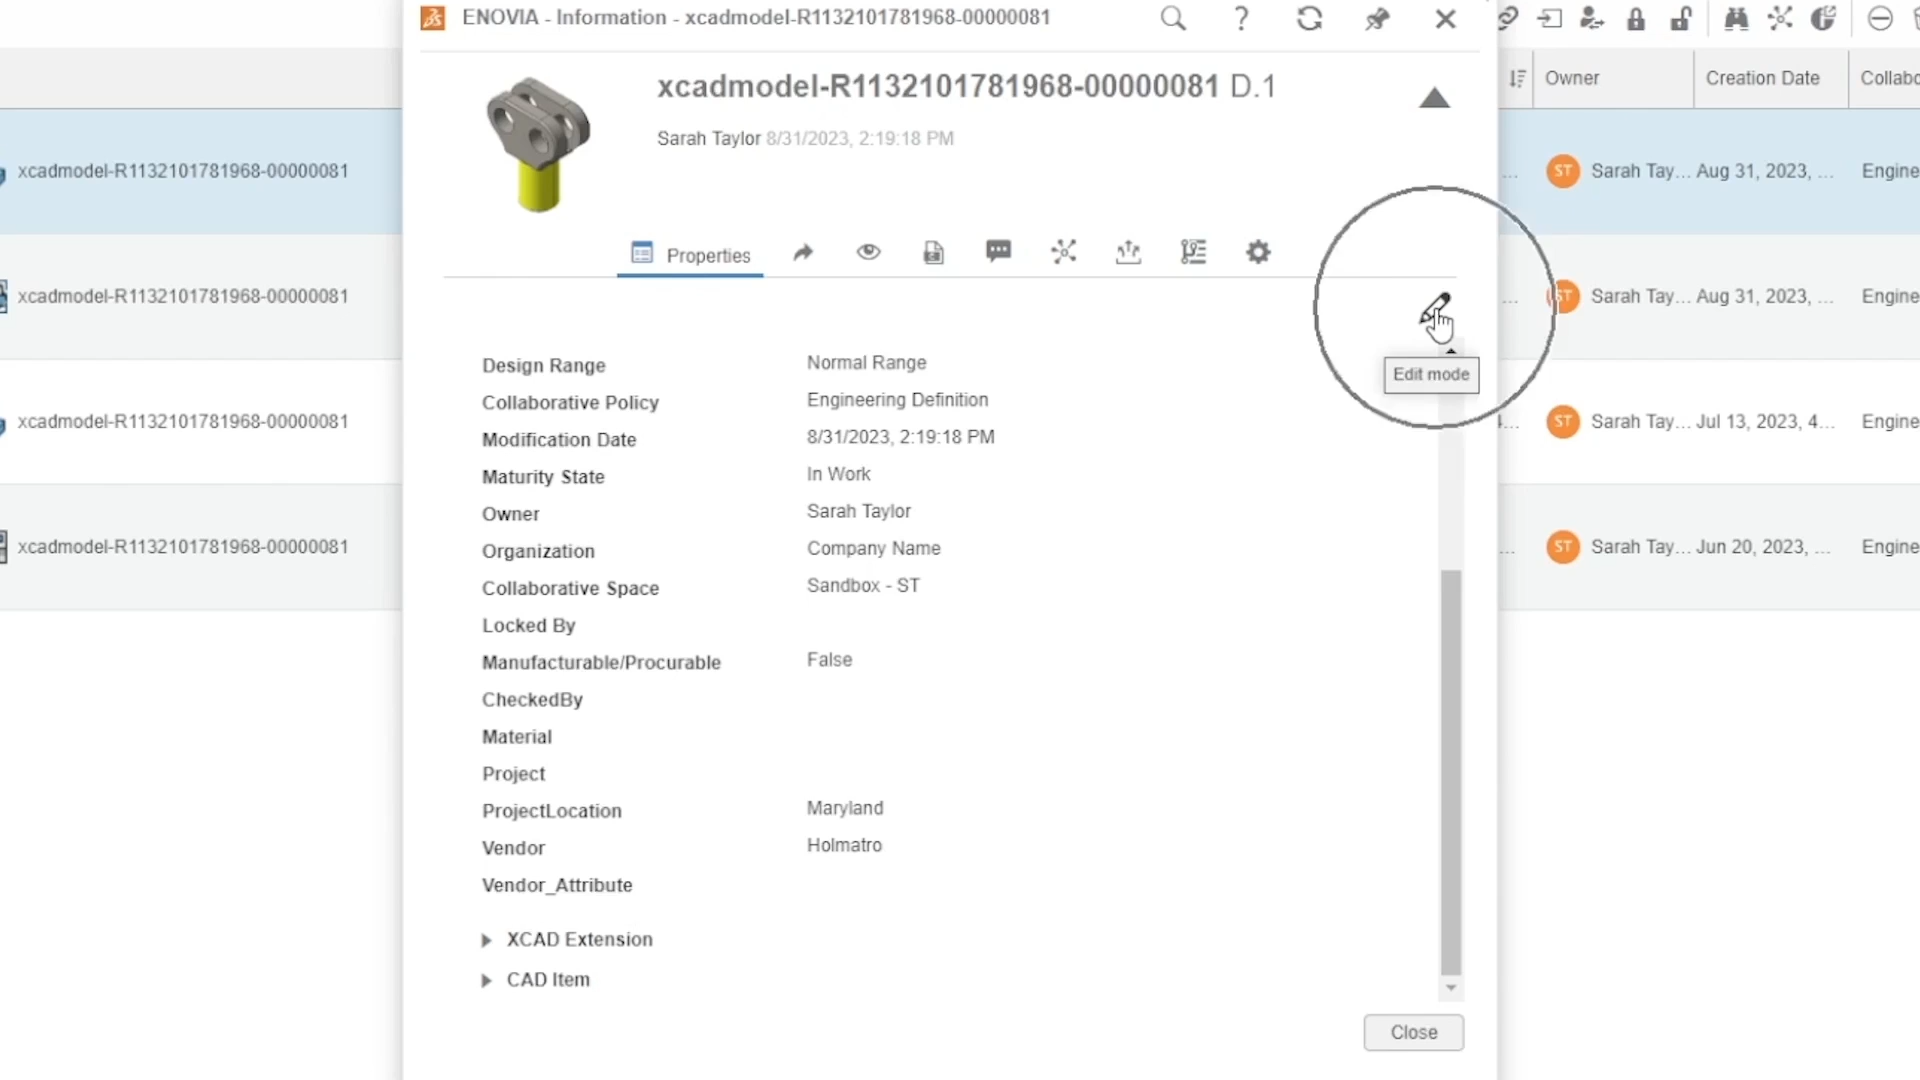 ENOVIA - Information - xcadmodel-R1132101781968-00000081
xcadmodel-R1132101781968-00000081 D.1
Sarah Taylor 8/31/2023, 2:19:18 PM
Properties
Edit mode
Design Range Normal Range
Collaborative Policy Engineering Definition
Modification Date 8/31/2023, 2:19:18 PM
Maturity State In Work
Owner Sarah Taylor
Organization Company Name
Collaborative Space Sandbox - ST
Locked By
Manufacturable/Procurable False
CheckedBy
Material
Project
ProjectLocation Maryland
Vendor Holmatro
Vendor_Attribute
XCAD Extension
CAD Item
Close
xcadmodel-R1132101781968-00000081
xcadmodel-R1132101781968-00000081
xcadmodel-R1132101781968-00000081
xcadmodel-R1132101781968-00000081
Owner Creation Date Collabo
... ST Sarah Tay... Aug 31, 2023, ... Enginee
... ST Sarah Tay... Aug 31, 2023, ... Enginee
... ST Sarah Tay... Jul 13, 2023, 4... Enginee
... ST Sarah Tay... Jun 20, 2023, ... Enginee